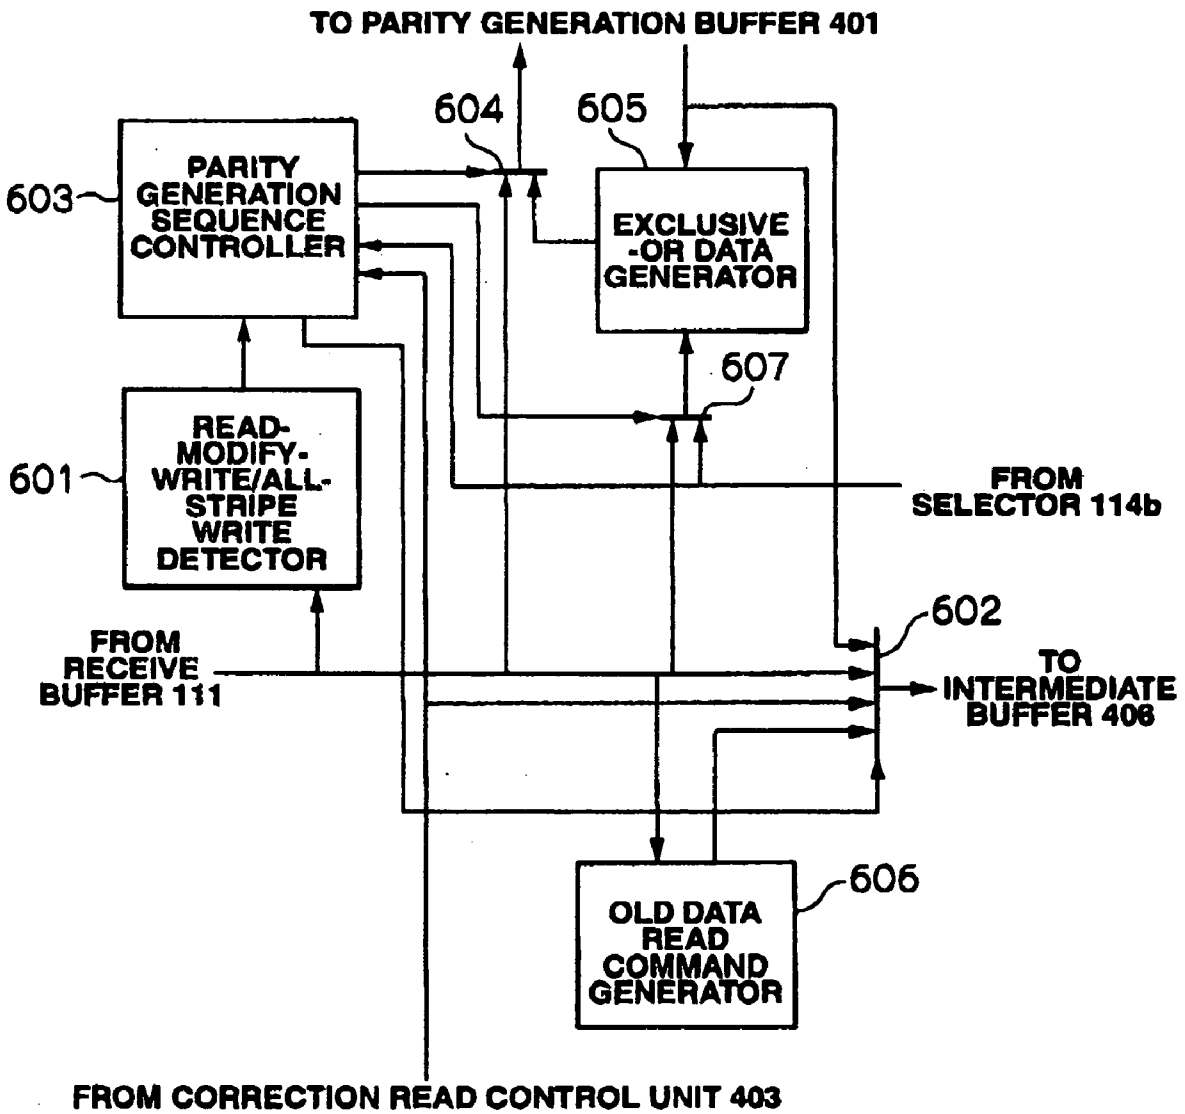 TO PARITY GENERATION BUFFER 401
604
605
603
PARITY
GENERATION
SEQUENCE
CONTROLLER
EXCLUSIVE
-OR DATA
GENERATOR
607
601
READ-
MODIFY-
WRITE/ALL-
STRIPE
WRITE
DETECTOR
FROM
SELECTOR 114b
602
FROM
RECEIVE
BUFFER 111
TO
INTERMEDIATE
BUFFER 406
606
OLD DATA
READ
COMMAND
GENERATOR
FROM CORRECTION READ CONTROL UNIT 403